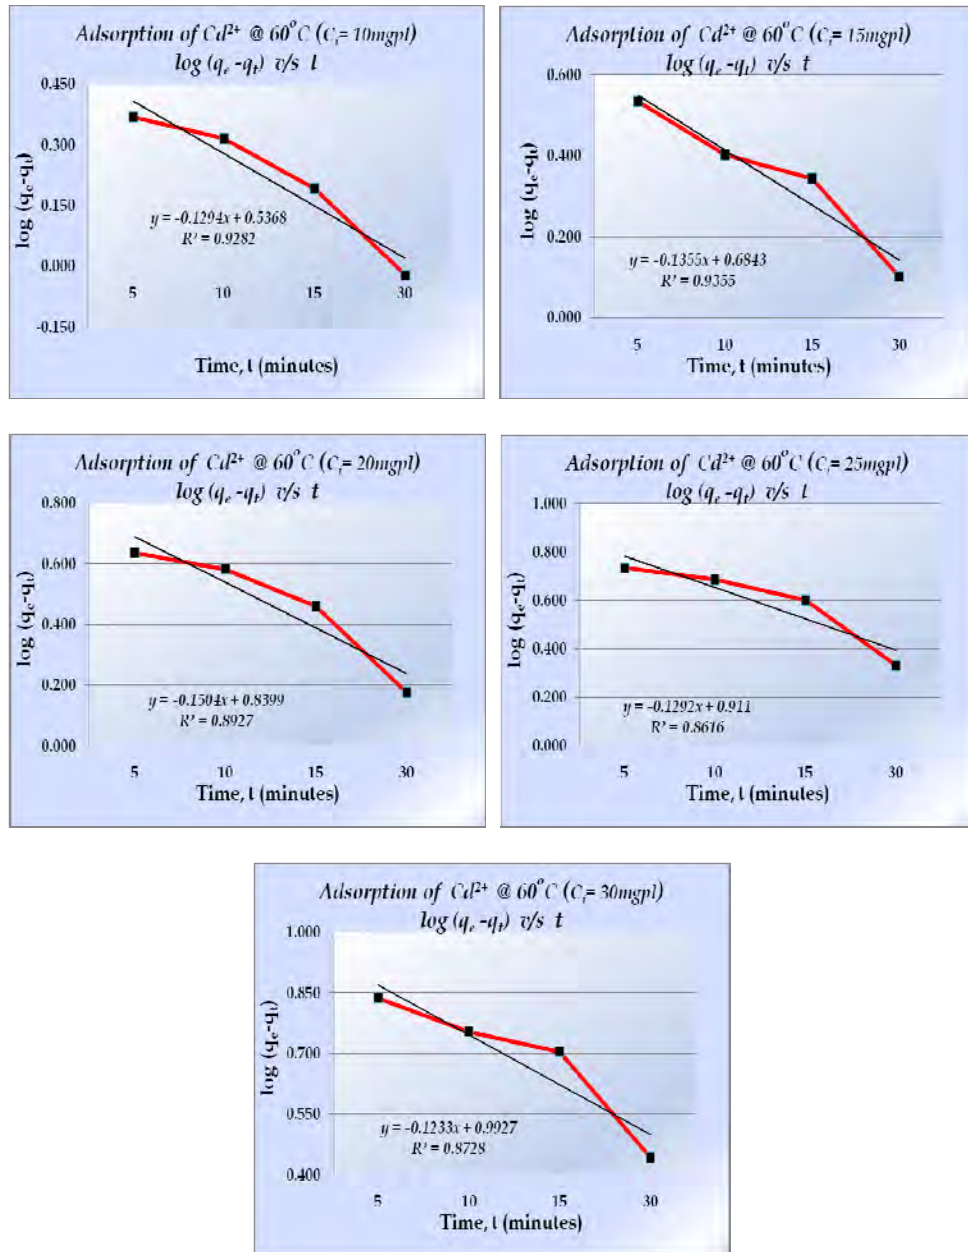 Adsorption of Cd²⁺ @ 60°C (Cᵢ= 10mgpl)
log (qₑ -qₜ) v/s t
0.450
0.300
0.150
0.000
-0.150
log (qₑ-qₜ)
y = -0.1294x + 0.5368
R² = 0.9282
5 10 15 30
Time, t (minutes)
Adsorption of Cd²⁺ @ 60°C (Cᵢ= 15mgpl)
log (qₑ -qₜ) v/s t
0.600
0.400
0.200
0.000
log (qₑ-qₜ)
y = -0.1355x + 0.6843
R² = 0.9355
5 10 15 30
Time, t (minutes)
Adsorption of Cd²⁺ @ 60°C (Cᵢ= 20mgpl)
log (qₑ -qₜ) v/s t
0.800
0.600
0.400
0.200
0.000
log (qₑ-qₜ)
y = -0.1504x + 0.8399
R² = 0.8927
5 10 15 30
Time, t (minutes)
Adsorption of Cd²⁺ @ 60°C (Cᵢ= 25mgpl)
log (qₑ -qₜ) v/s t
1.000
0.800
0.600
0.400
0.200
0.000
log (qₑ-qₜ)
y = -0.1292x + 0.911
R² = 0.8616
5 10 15 30
Time, t (minutes)
Adsorption of Cd²⁺ @ 60°C (Cᵢ= 30mgpl)
log (qₑ -qₜ) v/s t
1.000
0.850
0.700
0.550
0.400
log (qₑ-qₜ)
y = -0.1233x + 0.9927
R² = 0.8728
5 10 15 30
Time, t (minutes)